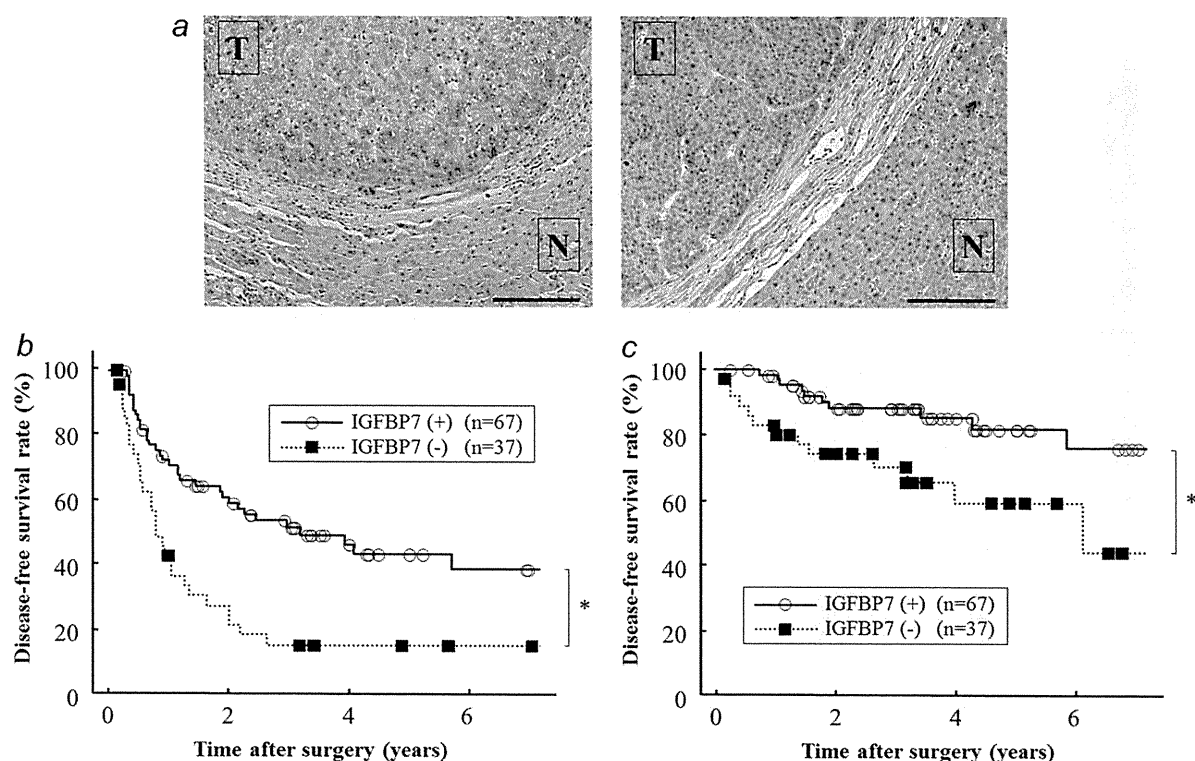 a
T
N
T
N
b
Disease-free survival rate (%)
100
80
60
40
20
0
IGFBP7 (+) (n=67)
IGFBP7 (-) (n=37)
*
0 2 4 6
Time after surgery (years)
c
Disease-free survival rate (%)
100
80
60
40
20
0
IGFBP7 (+) (n=67)
IGFBP7 (-) (n=37)
*
0 2 4 6
Time after surgery (years)